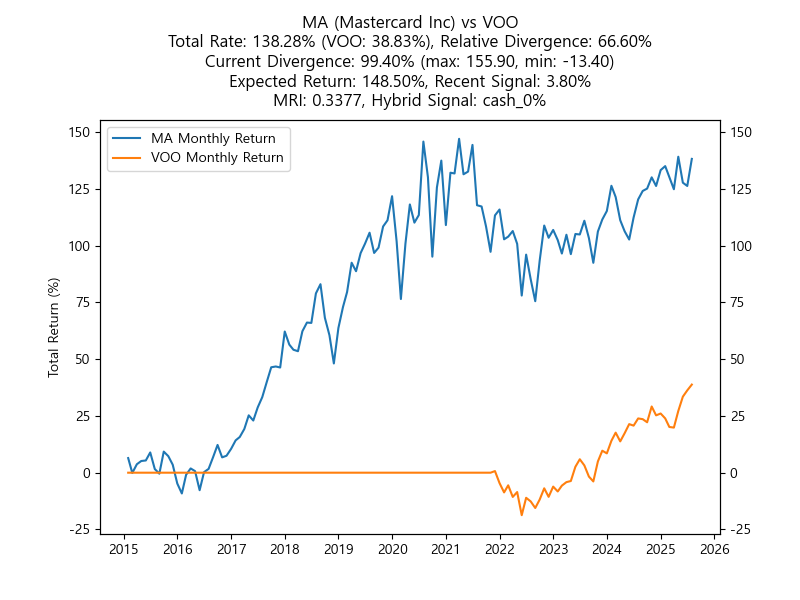 MA (Mastercard Inc) vs VOO
Total Rate: 138.28% (VOO: 38.83%), Relative Divergence: 66.60%
Current Divergence: 99.40% (max: 155.90, min: -13.40)
Expected Return: 148.50%, Recent Signal: 3.80%
MRI: 0.3377, Hybrid Signal: cash_0%
MA Monthly Return
VOO Monthly Return
Total Return (%)
150
125
100
75
50
25
0
-25
150
125
100
75
50
25
0
-25
2015 2016 2017 2018 2019 2020 2021 2022 2023 2024 2025 2026